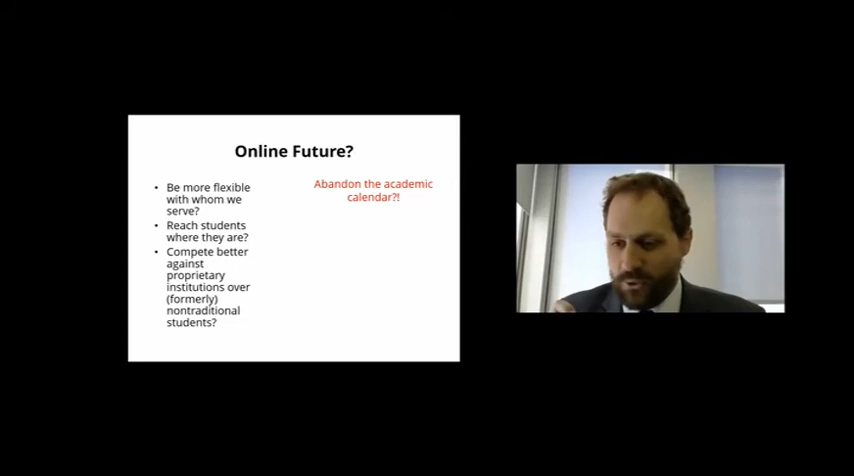 Online Future?
• Be more flexible
with whom we
serve?
• Reach students
where they are?
• Compete better
against
proprietary
institutions over
(formerly)
nontraditional
students?
Abandon the academic
calendar?!